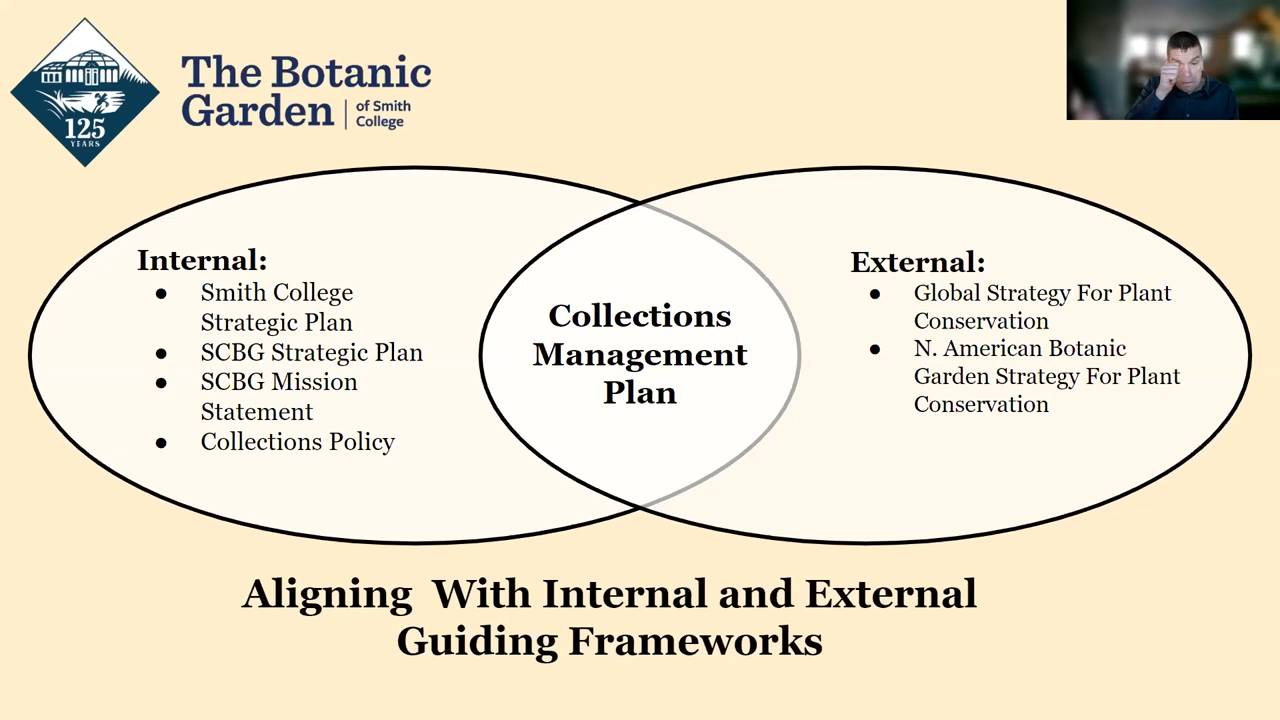 125
YEARS
The Botanic
Garden
of Smith
College
Internal:
● Smith College
Strategic Plan
● SCBG Strategic Plan
● SCBG Mission
Statement
● Collections Policy
Collections
Management
Plan
External:
● Global Strategy For Plant
Conservation
● N. American Botanic
Garden Strategy For Plant
Conservation
Aligning With Internal and External
Guiding Frameworks